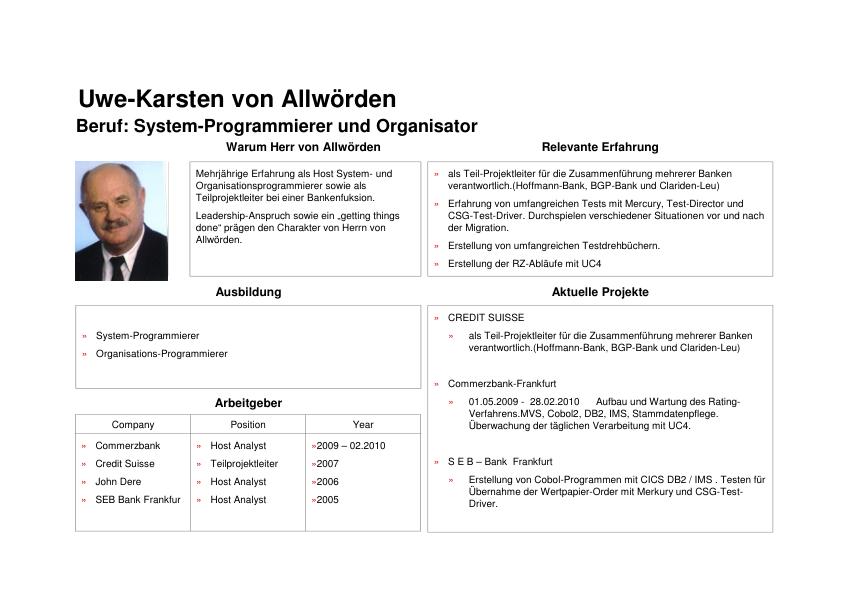 Uwe-Karsten von Allwörden
Beruf: System-Programmierer und Organisator
Warum Herr von Allwörden
Mehrjährige Erfahrung als Host System- und
Organisationsprogrammierer sowie als
Teilprojektleiter bei einer Bankenfuksion.
Leadership-Anspruch sowie ein „getting things
done“ prägen den Charakter von Herrn von
Allwörden.
Relevante Erfahrung
» als Teil-Projektleiter für die Zusammenführung mehrerer Banken
verantwortlich.(Hoffmann-Bank, BGP-Bank und Clariden-Leu)
» Erfahrung von umfangreichen Tests mit Mercury, Test-Director und
CSG-Test-Driver. Durchspielen verschiedener Situationen vor und nach
der Migration.
» Erstellung von umfangreichen Testdrehbüchern.
» Erstellung der RZ-Abläufe mit UC4
Ausbildung
» System-Programmierer
» Organisations-Programmierer
Arbeitgeber
Company Position Year
» Commerzbank » Host Analyst »2009 – 02.2010
» Credit Suisse » Teilprojektleiter »2007
» John Dere » Host Analyst »2006
» SEB Bank Frankfur » Host Analyst »2005
Aktuelle Projekte
» CREDIT SUISSE
» als Teil-Projektleiter für die Zusammenführung mehrerer Banken
verantwortlich.(Hoffmann-Bank, BGP-Bank und Clariden-Leu)
» Commerzbank-Frankfurt
» 01.05.2009 - 28.02.2010 Aufbau und Wartung des Rating-
Verfahrens.MVS, Cobol2, DB2, IMS, Stammdatenpflege.
Überwachung der täglichen Verarbeitung mit UC4.
» S E B – Bank Frankfurt
» Erstellung von Cobol-Programmen mit CICS DB2 / IMS . Testen für
Übernahme der Wertpapier-Order mit Merkury und CSG-Test-
Driver.